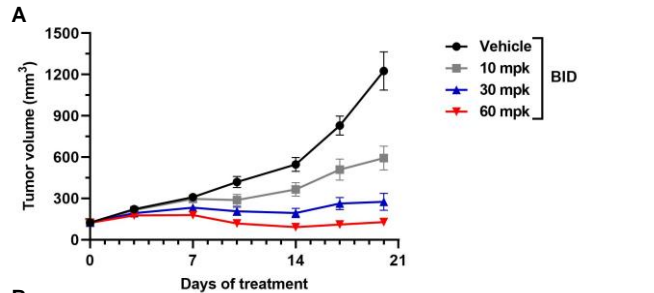 A
Tumor volume (mm³)
1500
1200
900
600
300
0
0 7 14 21
Days of treatment
Vehicle
10 mpk
30 mpk
60 mpk
BID